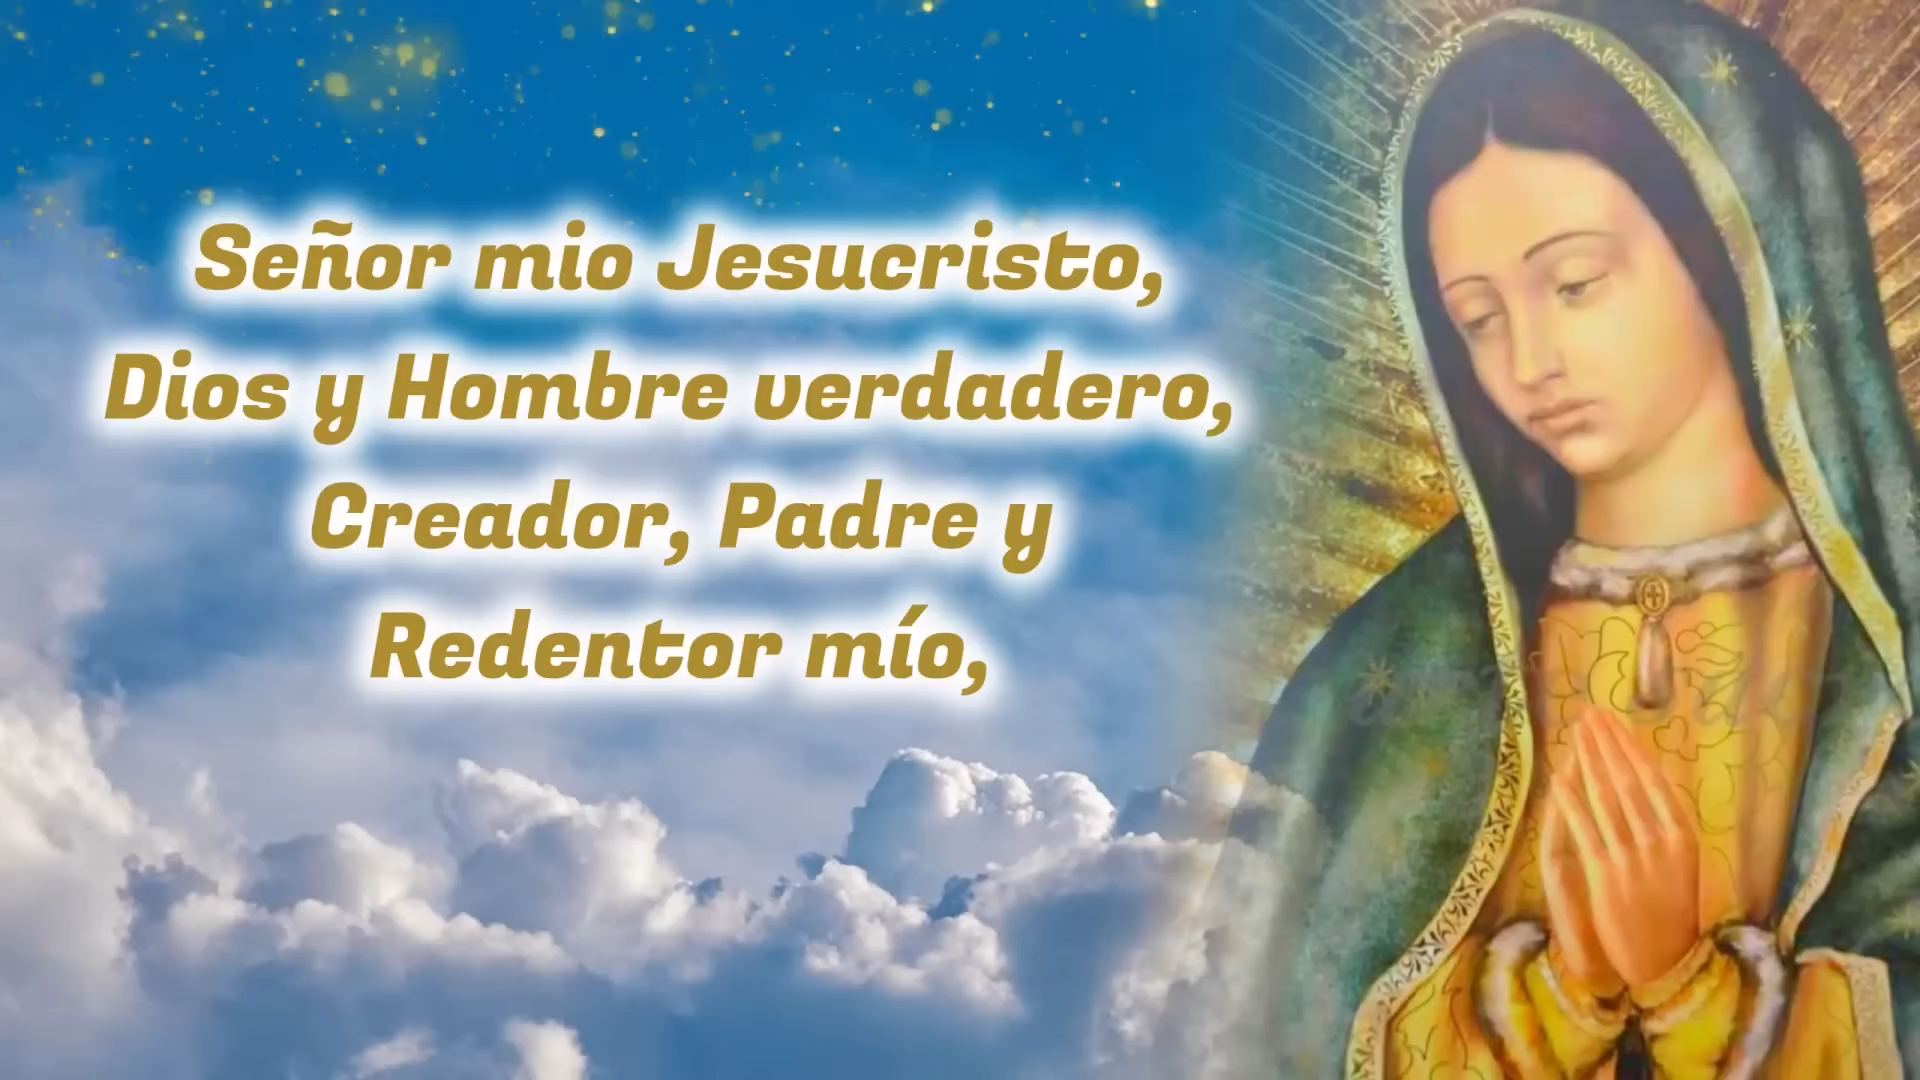 Señor mio Jesucristo,
Dios y Hombre verdadero,
Creador, Padre y
Redentor mío,